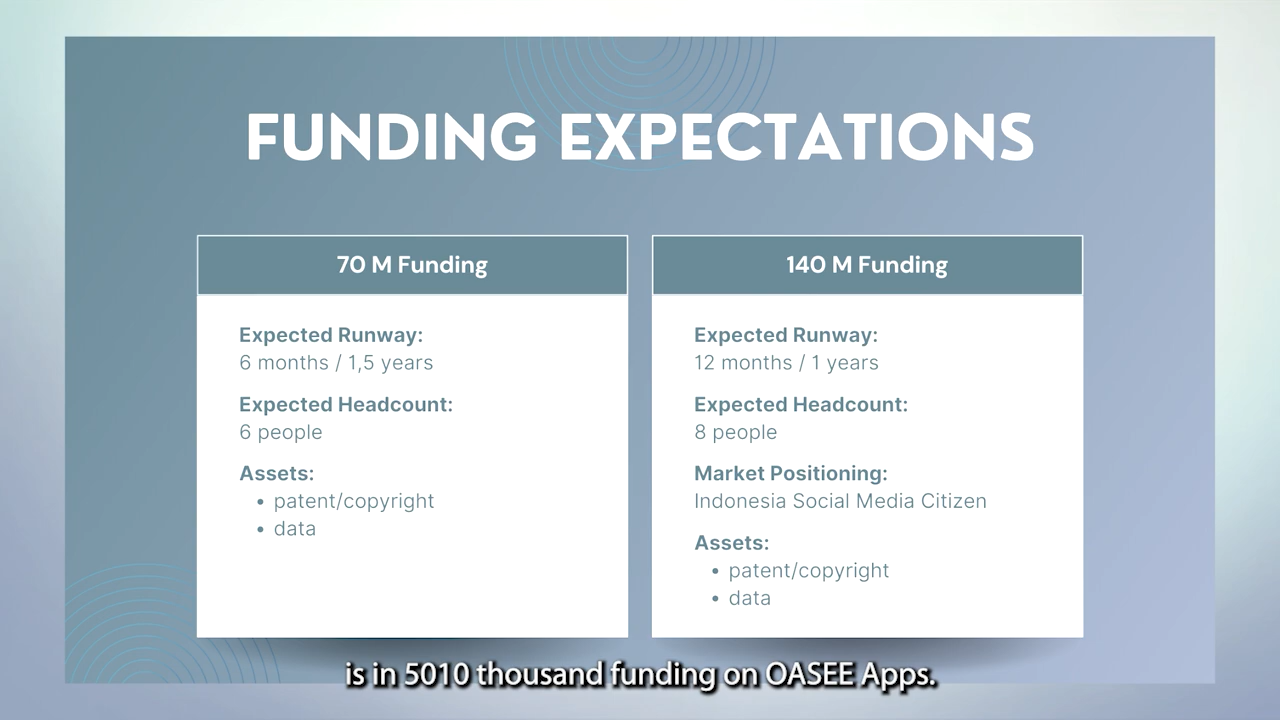 FUNDING EXPECTATIONS
70 M Funding
Expected Runway:
6 months / 1,5 years
Expected Headcount:
6 people
Assets:
• patent/copyright
• data
140 M Funding
Expected Runway:
12 months / 1 years
Expected Headcount:
8 people
Market Positioning:
Indonesia Social Media Citizen
Assets:
• patent/copyright
• data
is in 5010 thousand funding on OASEE Apps.